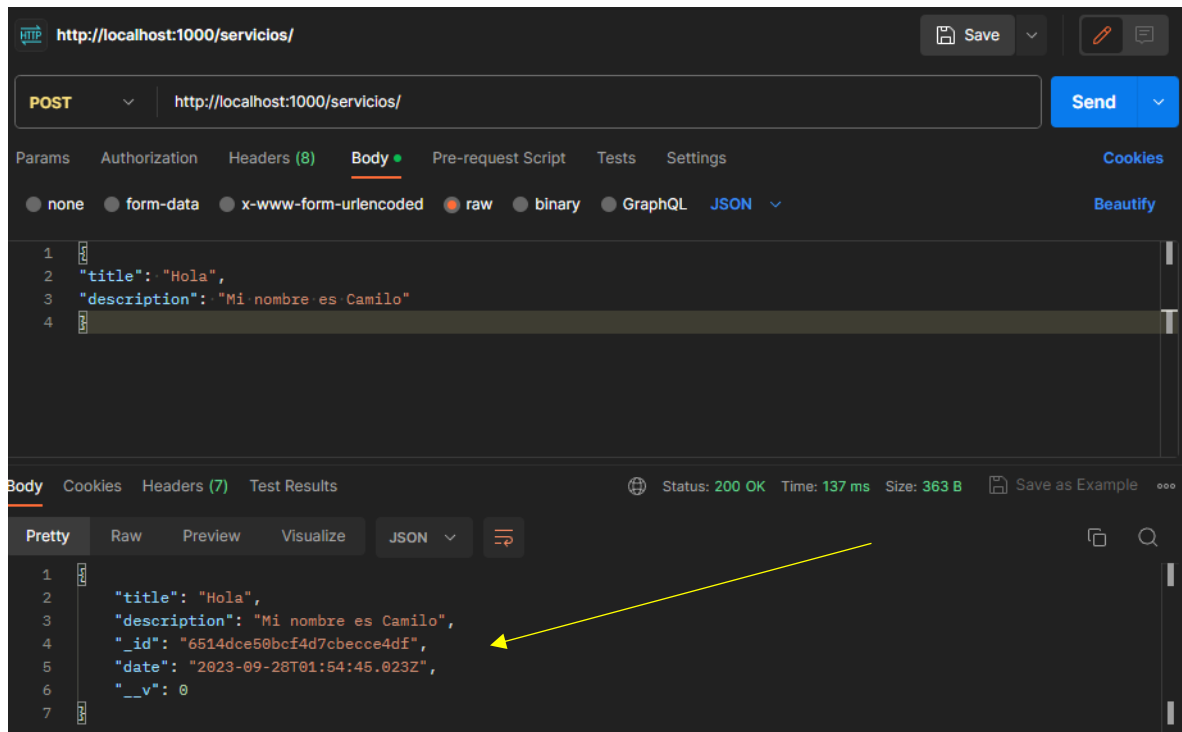 HTTP http://localhost:1000/servicios/ Save
POST http://localhost:1000/servicios/ Send
Params Authorization Headers (8) Body Pre-request Script Tests Settings Cookies
none form-data x-www-form-urlencoded raw binary GraphQL JSON Beautify
1 {
2 "title": "Hola",
3 "description": "Mi nombre es Camilo"
4 }
Body Cookies Headers (7) Test Results Status: 200 OK Time: 137 ms Size: 363 B Save as Example
Pretty Raw Preview Visualize JSON
1 {
2 "title": "Hola",
3 "description": "Mi nombre es Camilo",
4 "_id": "6514dce50bcf4d7cbecce4df",
5 "date": "2023-09-28T01:54:45.023Z",
6 "__v": 0
7 }